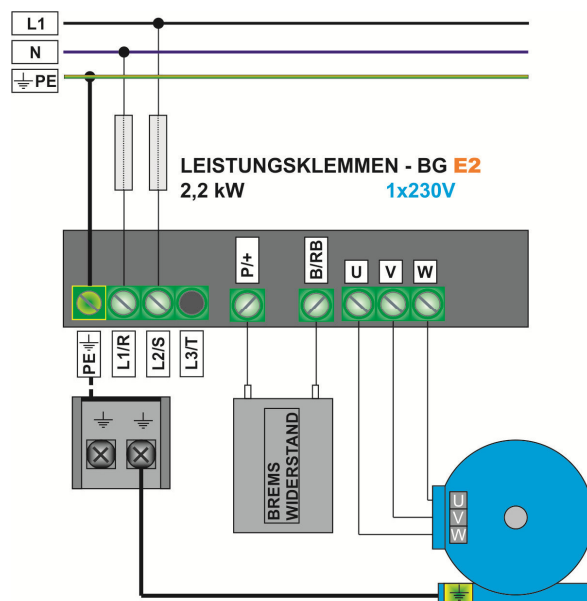 L1
N
PE
LEISTUNGSKLEMMEN - BG E2
2,2 kW 1x230V
P/+
B/RB
U
V
W
PE
L1/R
L2/S
L3/T
BREMS
WIDERSTAND
U
V
W